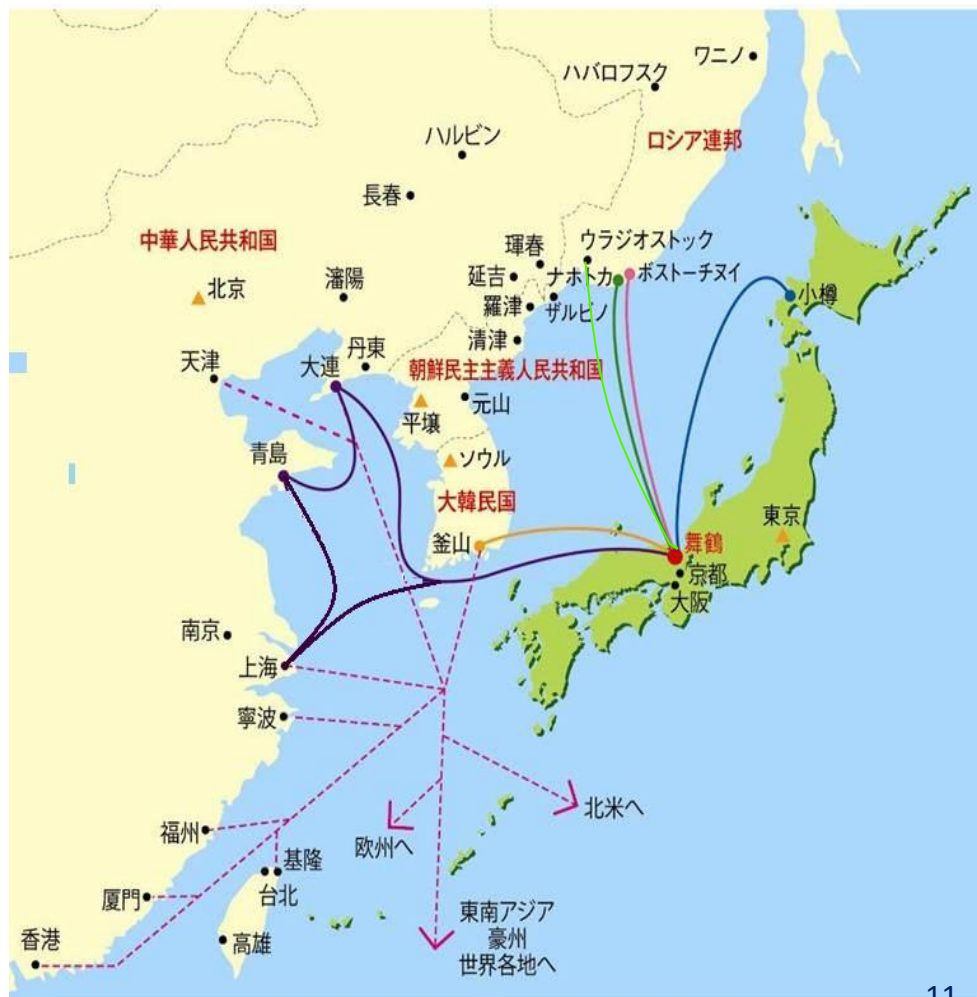 ワニノ
ハバロフスク
ロシア連邦
ハルビン
長春
中華人民共和国
ウラジオストック
琿春
北京
瀋陽
延吉
ナホトカ
ボストーチヌイ
小樽
羅津
ザルビノ
清津
丹東
天津
大連
朝鮮民主主義人民共和国
元山
平壌
青島
ソウル
大韓民国
東京
釜山
舞鶴
京都
大阪
南京
上海
寧波
北米へ
福州
欧州へ
基隆
台北
厦門
東南アジア
豪州
世界各地へ
香港
高雄
11